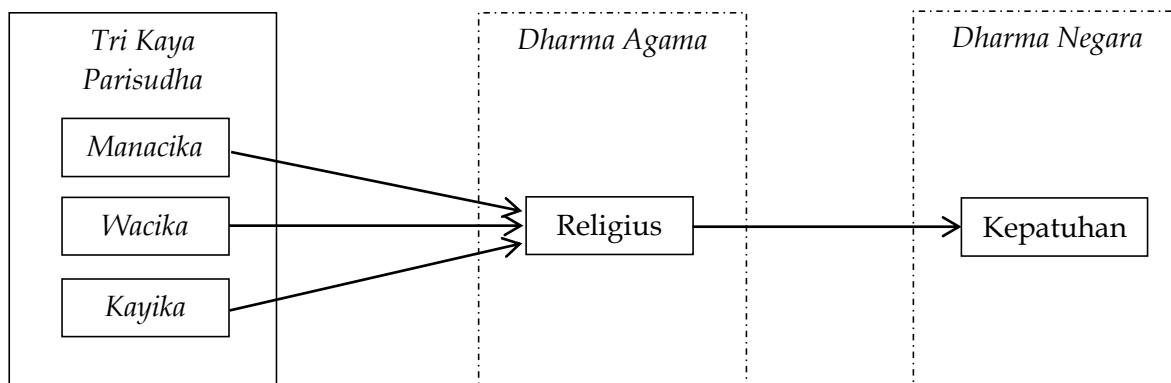 Tri Kaya
Parisudha
Manacika
Wacika
Kayika
Dharma Agama
Religius
Dharma Negara
Kepatuhan